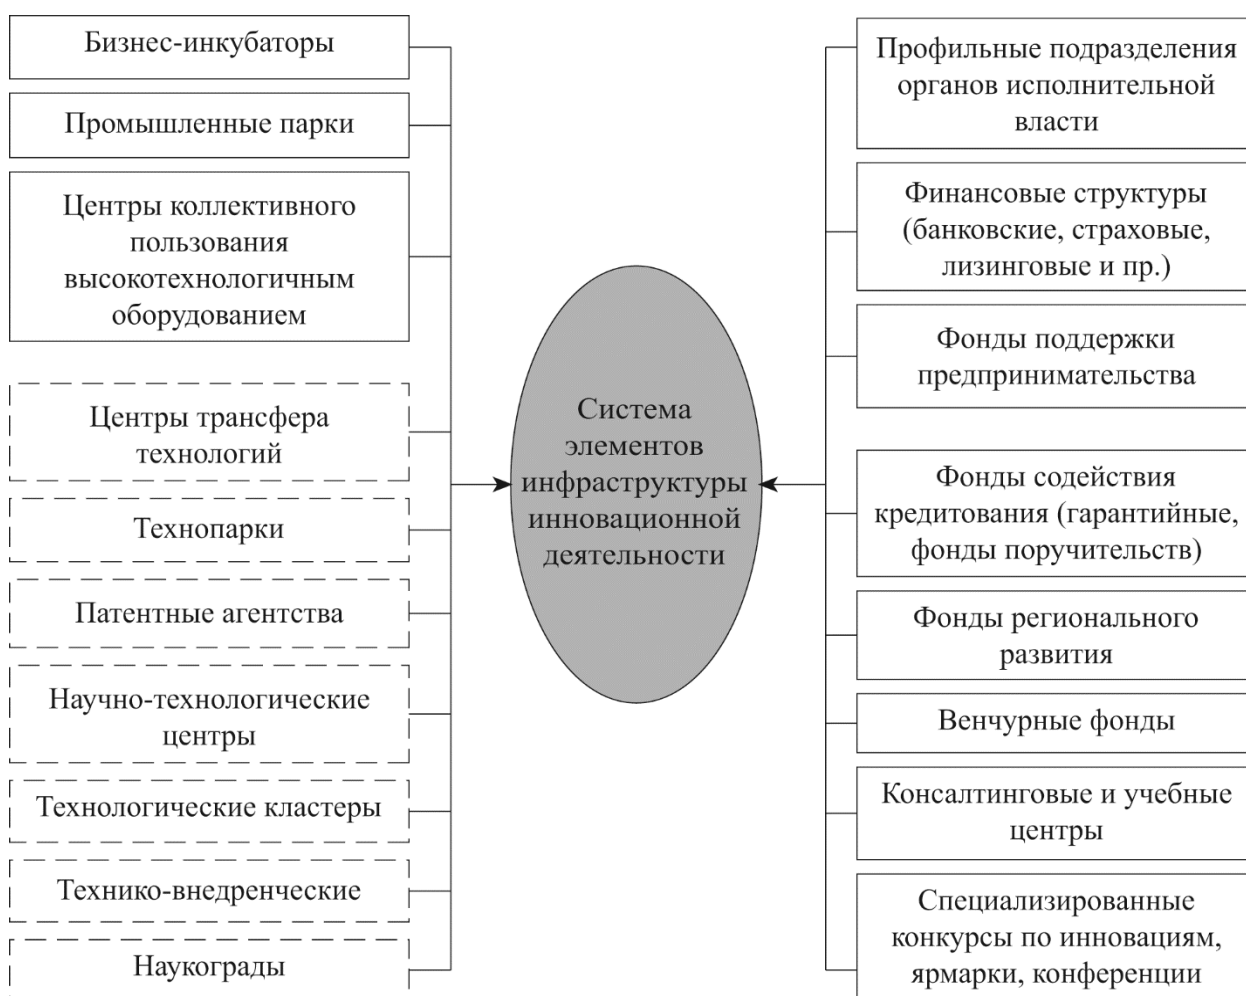 Бизнес-инкубаторы
Промышленные парки
Центры коллективного
пользования
высокотехнологичным
оборудованием
Центры трансфера
технологий
Технопарки
Патентные агентства
Научно-технологические
центры
Технологические кластеры
Технико-внедренческие
Наукограды
Система
элементов
инфраструктуры
инновационной
деятельности
Профильные подразделения
органов исполнительной
власти
Финансовые структуры
(банковские, страховые,
лизинговые и пр.)
Фонды поддержки
предпринимательства
Фонды содействия
кредитования (гарантийные,
фонды поручительств)
Фонды регионального
развития
Венчурные фонды
Консалтинговые и учебные
центры
Специализированные
конкурсы по инновациям,
ярмарки, конференции